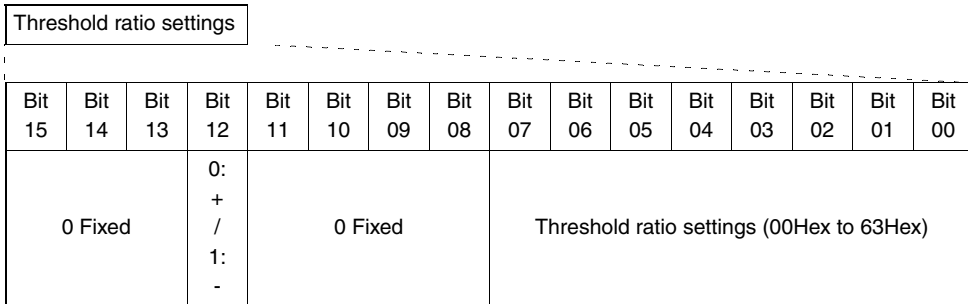 Threshold ratio settings
Bit 15 Bit 14 Bit 13 Bit 12 Bit 11 Bit 10 Bit 09 Bit 08 Bit 07 Bit 06 Bit 05 Bit 04 Bit 03 Bit 02 Bit 01 Bit 00
0 Fixed
0:
+
/
1:
-
0 Fixed
Threshold ratio settings (00Hex to 63Hex)